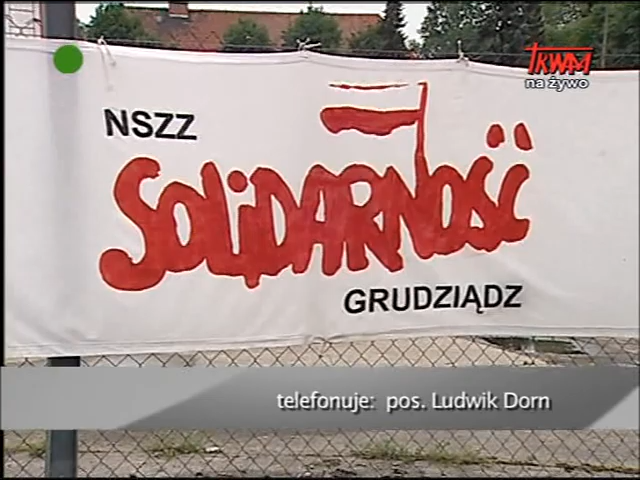 TRWAM
na żywo
NSZZ
SOLIDARNOŚĆ
GRUDZIĄDZ
telefonuje: pos. Ludwik Dorn